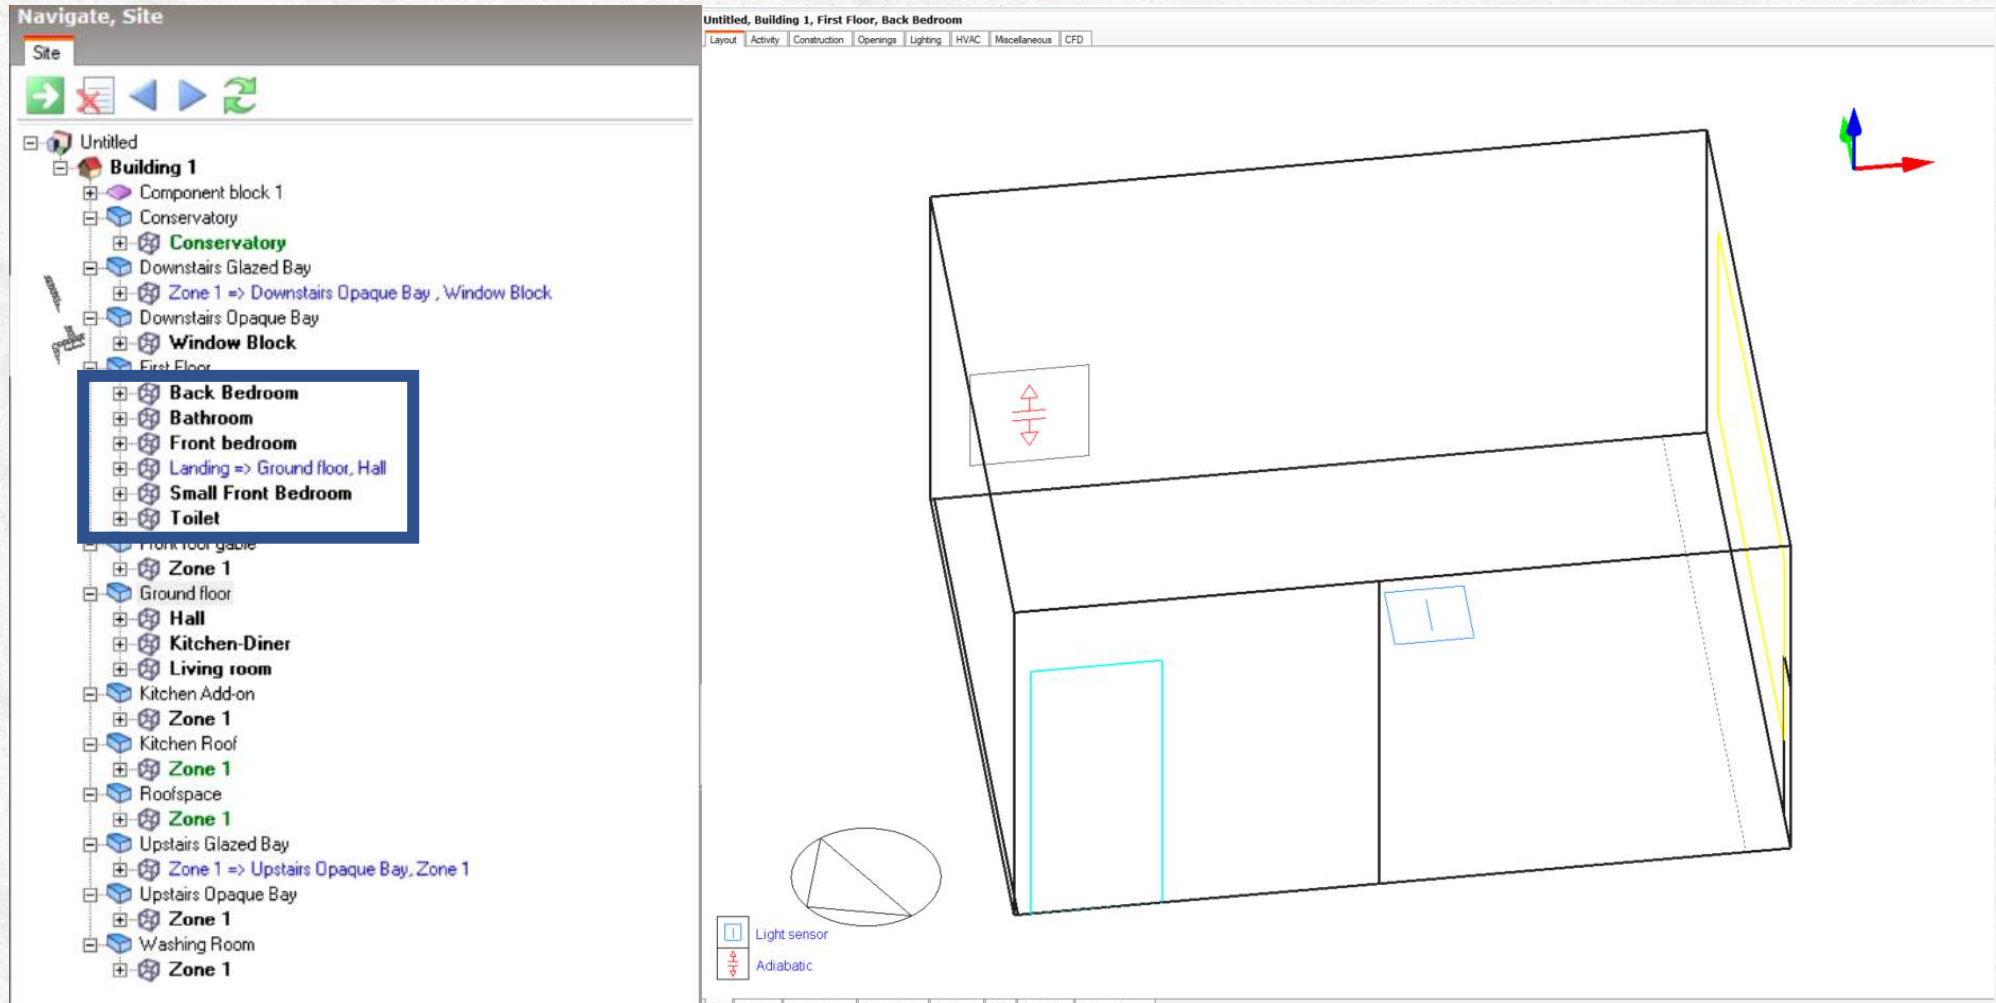 Navigate, Site
Site
Untitled
Building 1
Component block 1
Conservatory
Conservatory
Downstairs Glazed Bay
Zone 1 => Downstairs Opaque Bay , Window Block
Downstairs Opaque Bay
Window Block
First Floor
Back Bedroom
Bathroom
Front bedroom
Landing => Ground floor, Hall
Small Front Bedroom
Toilet
Front roof gable
Zone 1
Ground floor
Hall
Kitchen-Diner
Living room
Kitchen Add-on
Zone 1
Kitchen Roof
Zone 1
Roofspace
Zone 1
Upstairs Glazed Bay
Zone 1 => Upstairs Opaque Bay, Zone 1
Upstairs Opaque Bay
Zone 1
Washing Room
Zone 1
Untitled, Building 1, First Floor, Back Bedroom
Layout Activity Construction Openings Lighting HVAC Miscellaneous CFD
Light sensor
Adiabatic